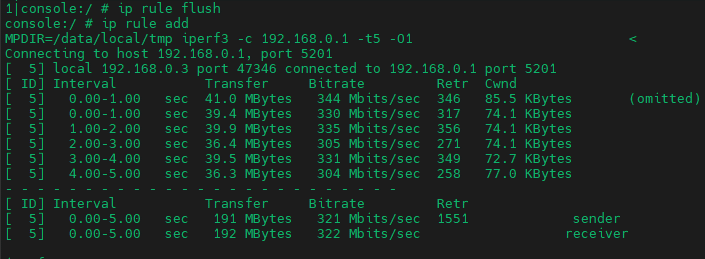 1|console:/ # ip rule flush
console:/ # ip rule add
MPDIR=/data/local/tmp iperf3 -c 192.168.0.1 -t5 -O1 <
Connecting to host 192.168.0.1, port 5201
[ 5] local 192.168.0.3 port 47346 connected to 192.168.0.1 port 5201
[ ID] Interval Transfer Bitrate Retr Cwnd
[ 5] 0.00-1.00 sec 41.0 MBytes 344 Mbits/sec 346 85.5 KBytes (omitted)
[ 5] 0.00-1.00 sec 39.4 MBytes 330 Mbits/sec 317 74.1 KBytes
[ 5] 1.00-2.00 sec 39.9 MBytes 335 Mbits/sec 356 74.1 KBytes
[ 5] 2.00-3.00 sec 36.4 MBytes 305 Mbits/sec 271 74.1 KBytes
[ 5] 3.00-4.00 sec 39.5 MBytes 331 Mbits/sec 349 72.7 KBytes
[ 5] 4.00-5.00 sec 36.3 MBytes 304 Mbits/sec 258 77.0 KBytes
- - - - - - - - - - - - - - - - - - - - - - - - -
[ ID] Interval Transfer Bitrate Retr
[ 5] 0.00-5.00 sec 191 MBytes 321 Mbits/sec 1551 sender
[ 5] 0.00-5.00 sec 192 MBytes 322 Mbits/sec receiver